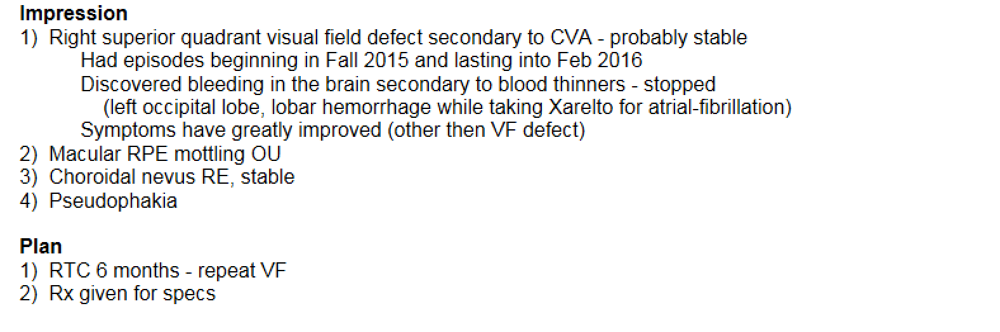 Impression
1) Right superior quadrant visual field defect secondary to CVA - probably stable
Had episodes beginning in Fall 2015 and lasting into Feb 2016
Discovered bleeding in the brain secondary to blood thinners - stopped
(left occipital lobe, lobar hemorrhage while taking Xarelto for atrial-fibrillation)
Symptoms have greatly improved (other then VF defect)
2) Macular RPE mottling OU
3) Choroidal nevus RE, stable
4) Pseudophakia
Plan
1) RTC 6 months - repeat VF
2) Rx given for specs